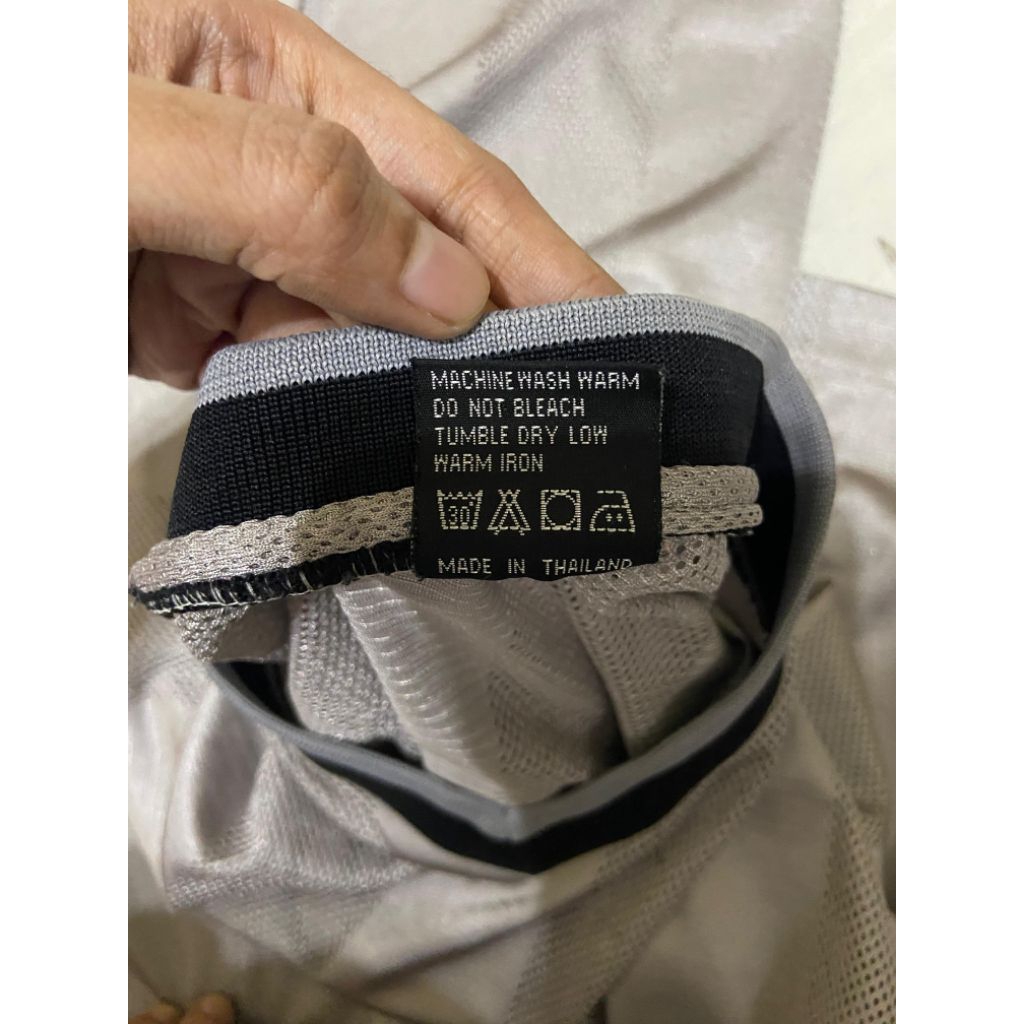 MACHINE WASH WARM
DO NOT BLEACH
TUMBLE DRY LOW
WARM IRON
30°
MADE IN THAILAND